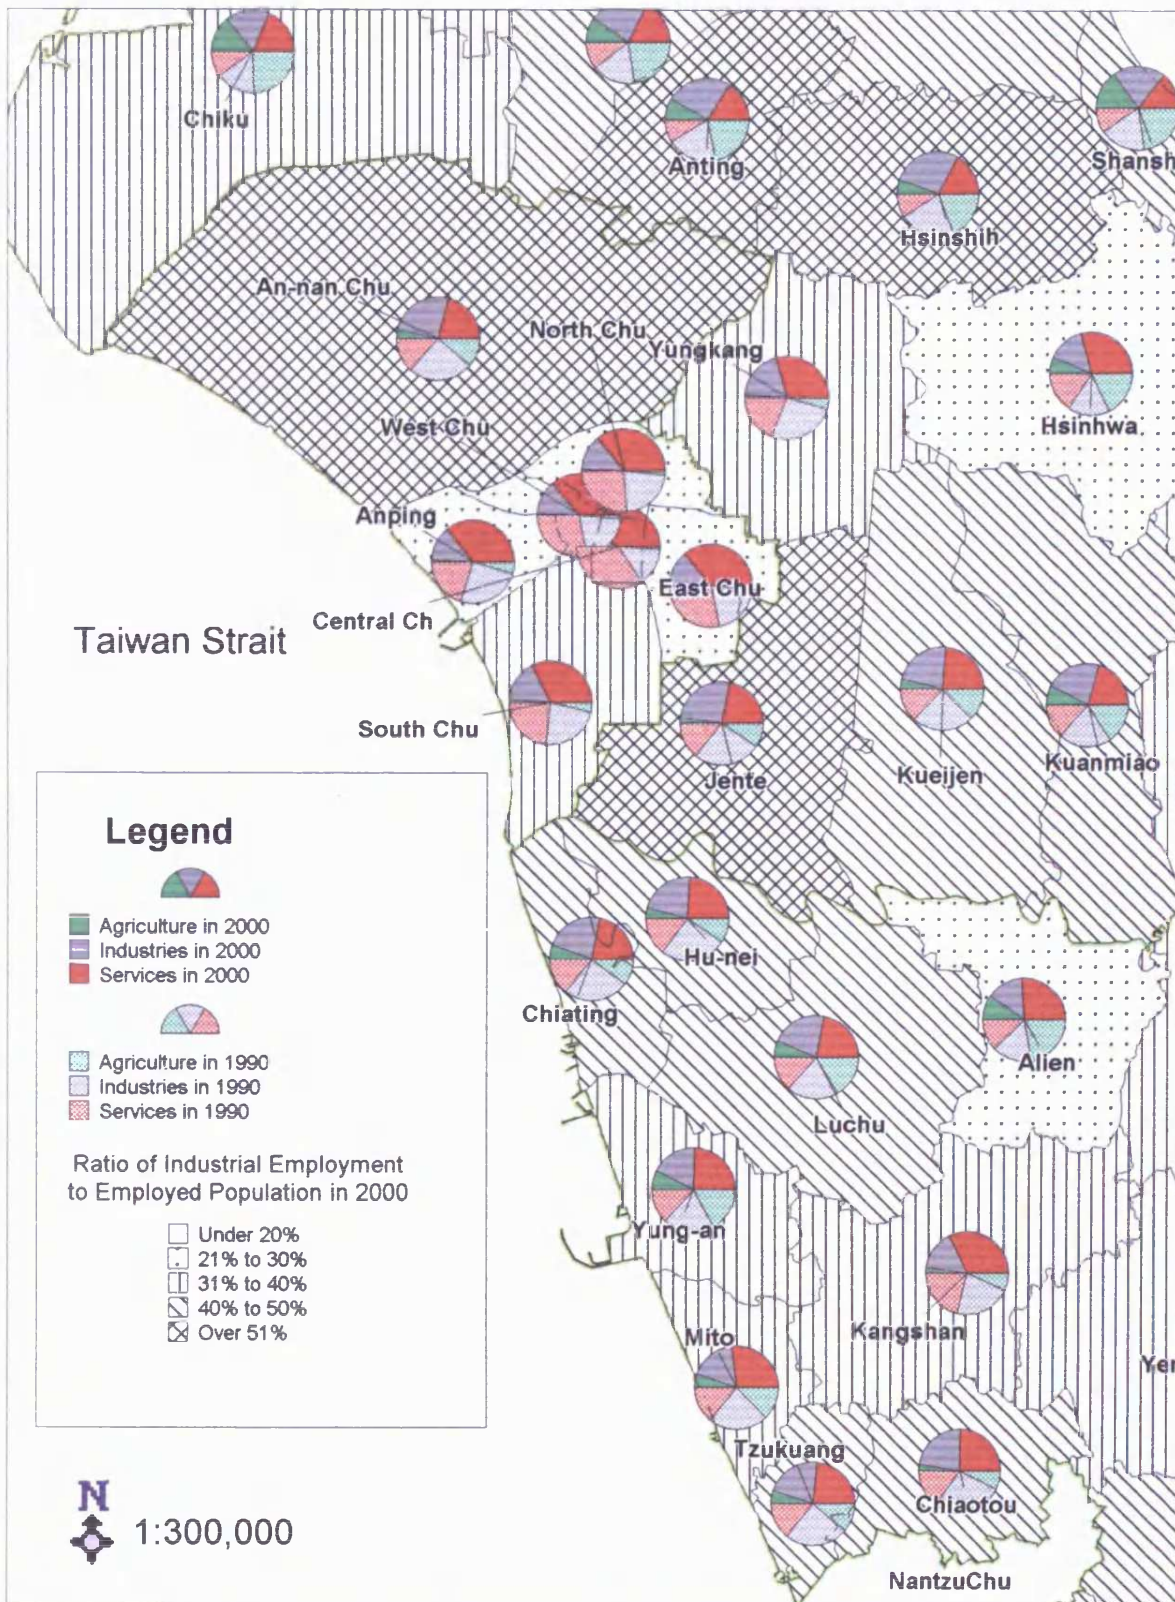 Chiku
Anting
Shansh
Hsinshih
An-nan Chu
North Chu
Yungkang
Hsinhwa
West Chu
Anping
East Chu
Central Ch
Taiwan Strait
South Chu
Jente
Kueijen
Kuanmiao
Legend
Agriculture in 2000
Industries in 2000
Services in 2000
Agriculture in 1990
Industries in 1990
Services in 1990
Ratio of Industrial Employment
to Employed Population in 2000
Under 20%
21% to 30%
31% to 40%
40% to 50%
Over 51%
Hu-nei
Chiating
Alien
Luchu
Yung-an
Kangshan
Mito
Yen
Tzukuang
Chiaotou
NantzuChu
N
1:300,000